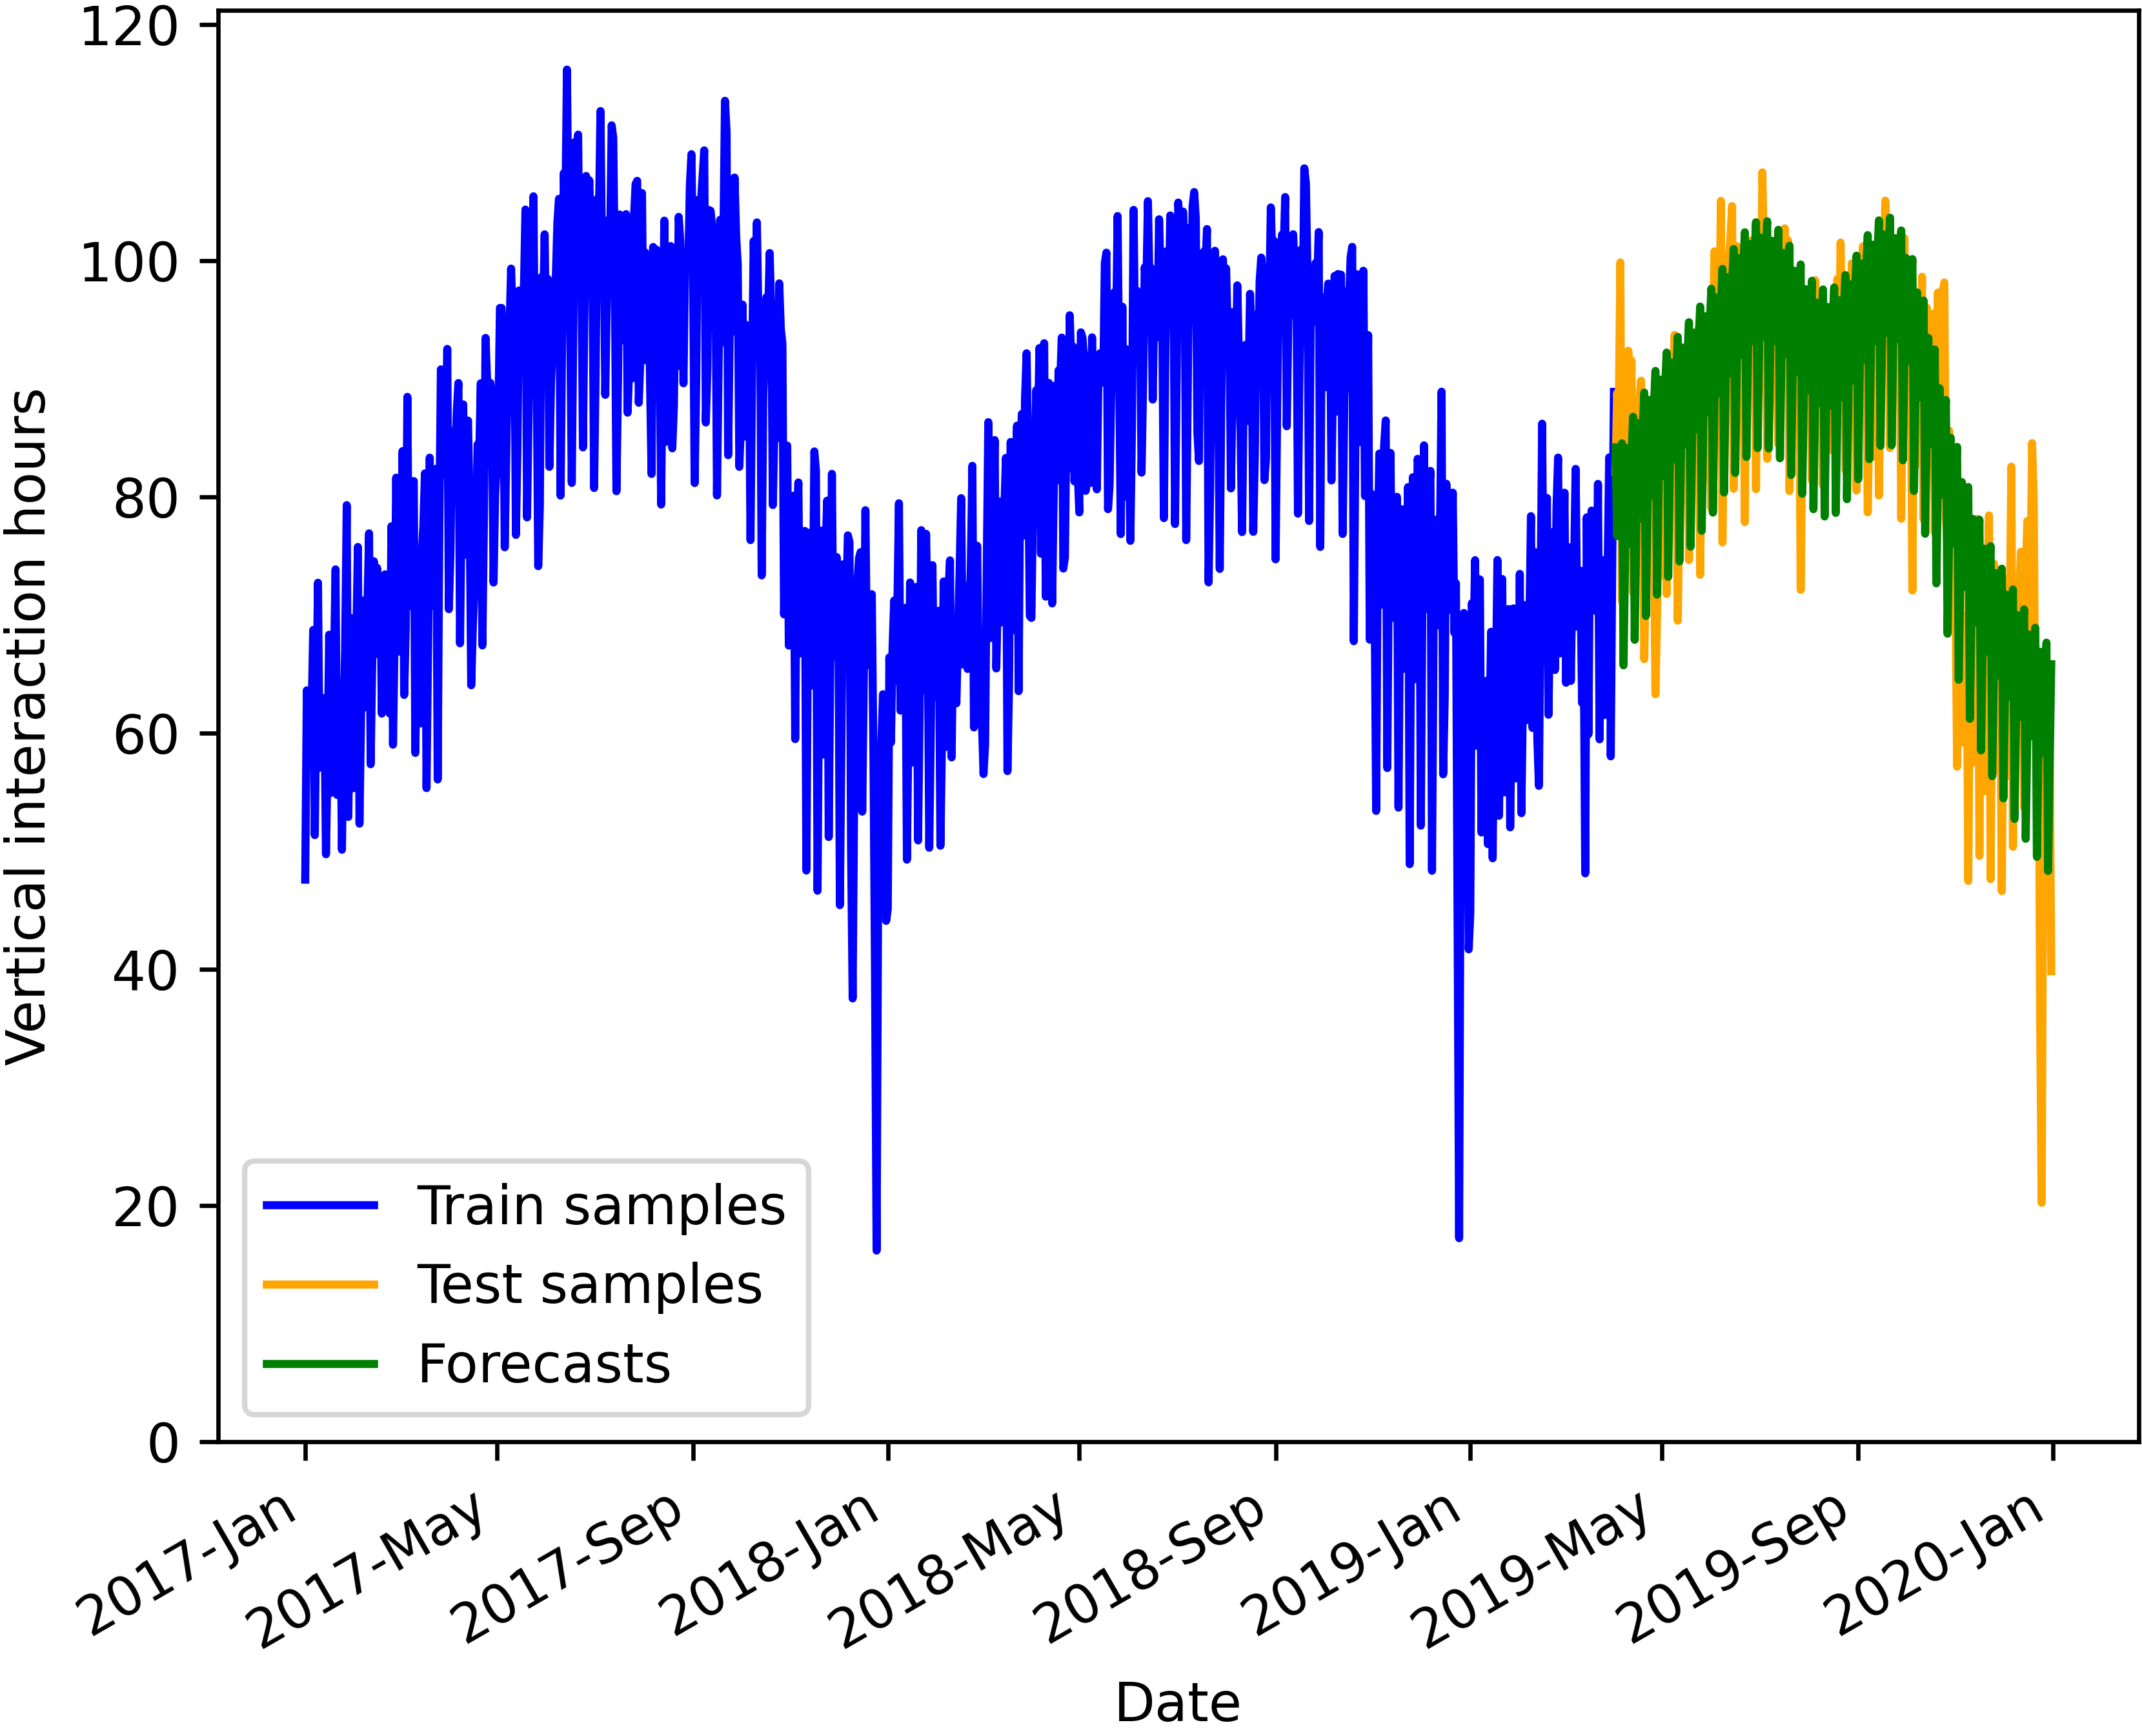 120
100
80
60
40
20
0
Vertical interaction hours
Train samples
Test samples
Forecasts
2017-Jan
2017-May
2017-Sep
2018-Jan
2018-May
2018-Sep
2019-Jan
2019-May
2019-Sep
2020-Jan
Date